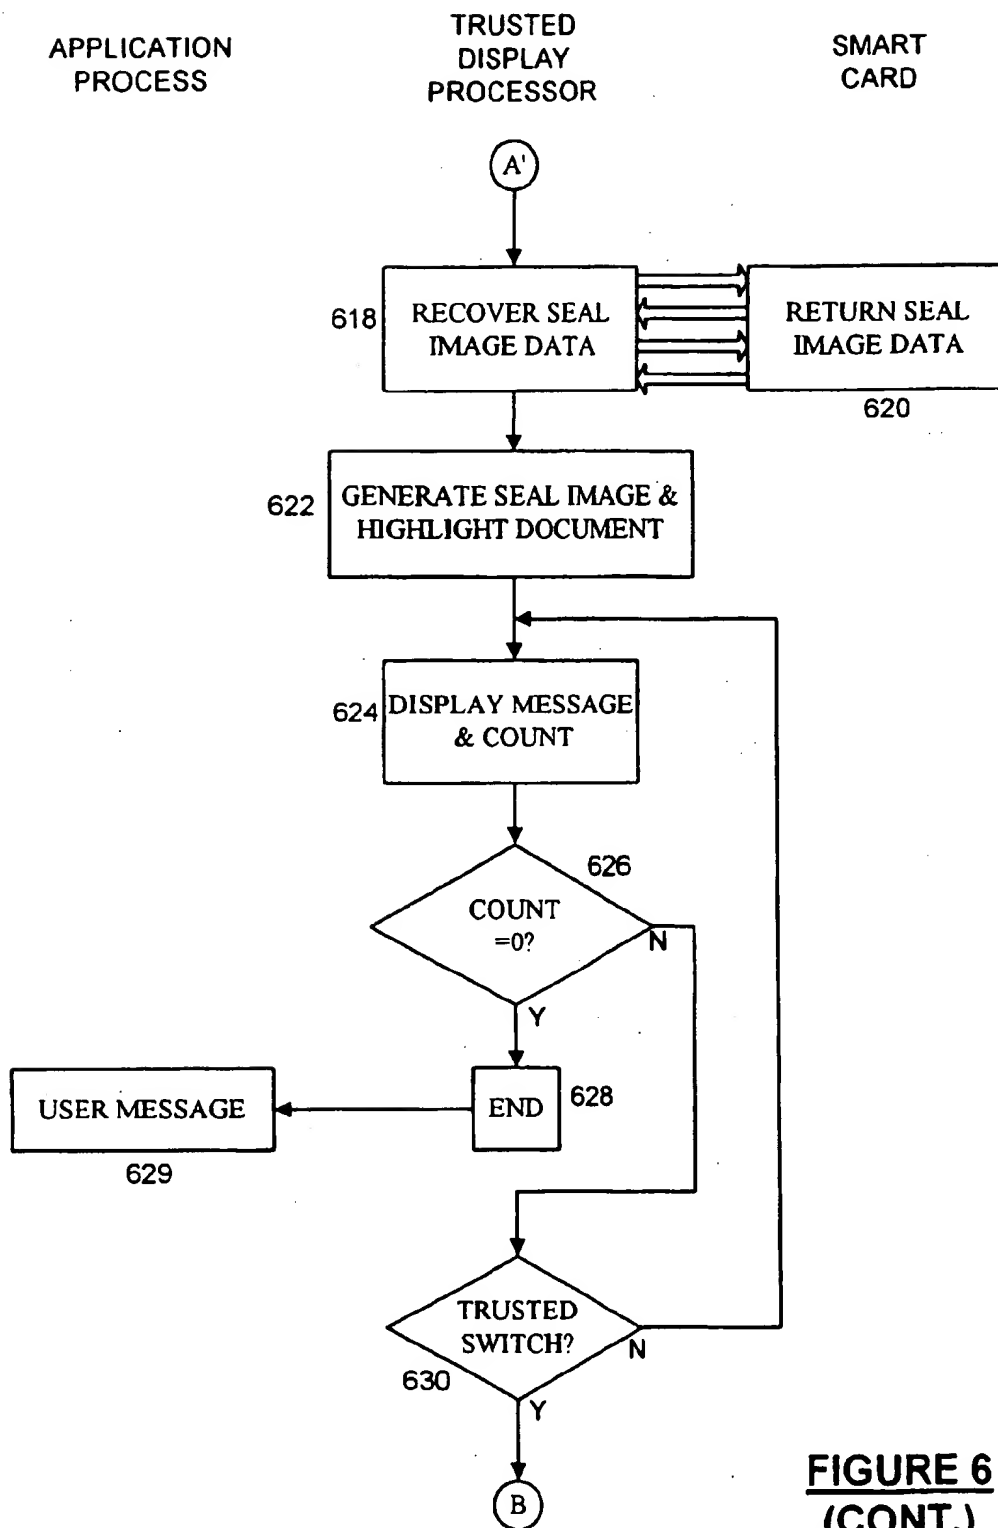 APPLICATION
PROCESS
TRUSTED
DISPLAY
PROCESSOR
SMART
CARD
A'
618
RECOVER SEAL
IMAGE DATA
RETURN SEAL
IMAGE DATA
620
622
GENERATE SEAL IMAGE &
HIGHLIGHT DOCUMENT
624
DISPLAY MESSAGE
& COUNT
626
COUNT
=0?
N
Y
USER MESSAGE
629
END
628
TRUSTED
SWITCH?
N
630
Y
B
FIGURE 6
(CONT.)